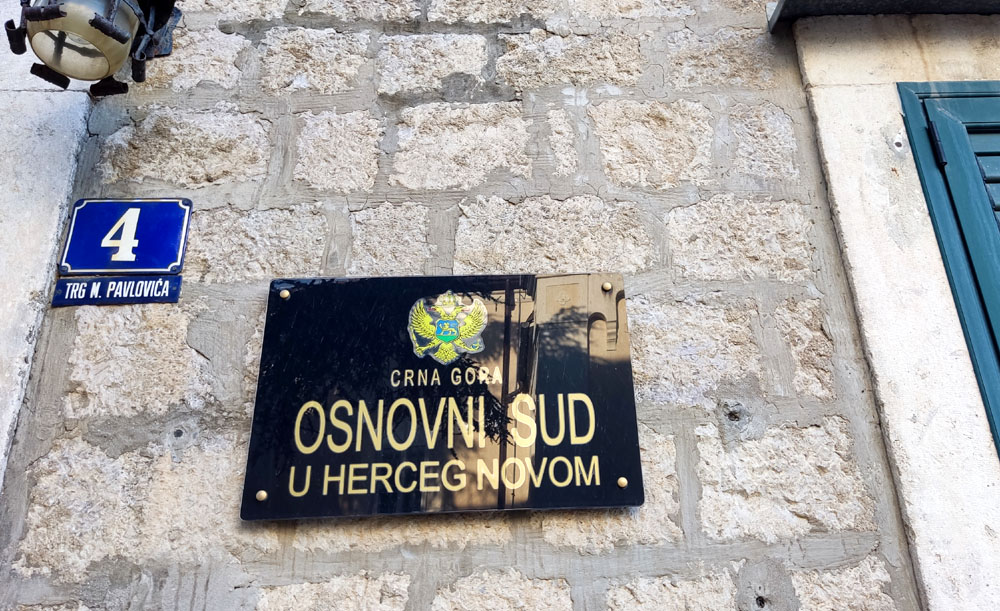 4
TRG M. PAVLOVIĆA
CRNA GORA
OSNOVNI SUD
U HERCEG NOVOM